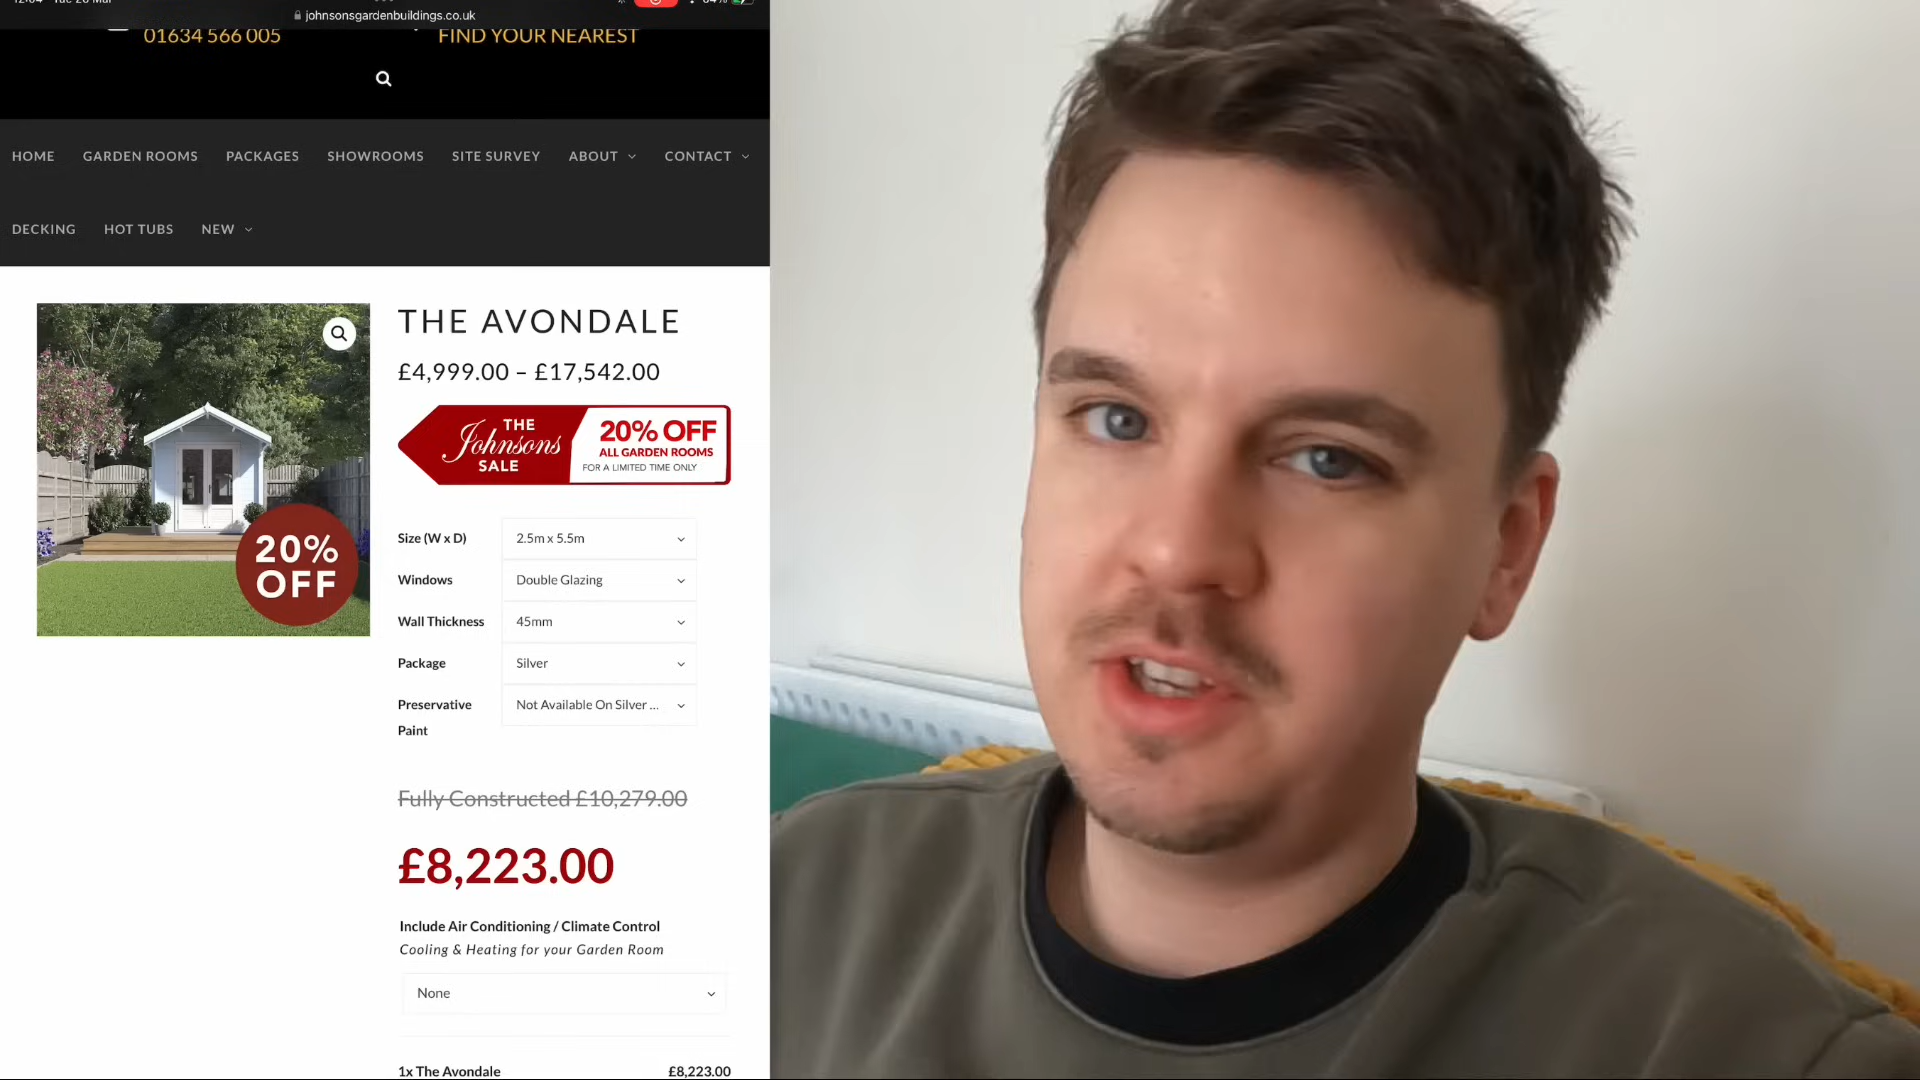 johnsonsgardenbuildings.co.uk
01634 566 005
FIND YOUR NEAREST
HOME
GARDEN ROOMS
PACKAGES
SHOWROOMS
SITE SURVEY
ABOUT
CONTACT
DECKING
HOT TUBS
NEW
THE AVONDALE
£4,999.00 – £17,542.00
THE
Johnsons
SALE
20% OFF
ALL GARDEN ROOMS
FOR A LIMITED TIME ONLY
20%
OFF
Size (W x D)
2.5m x 5.5m
Windows
Double Glazing
Wall Thickness
45mm
Package
Silver
Preservative
Paint
Not Available On Silver ...
Fully Constructed £10,279.00
£8,223.00
Include Air Conditioning / Climate Control
Cooling & Heating for your Garden Room
None
1x The Avondale
£8,223.00